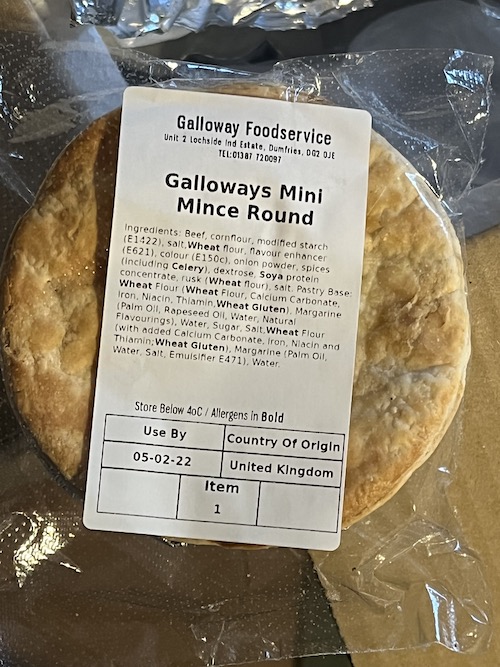 Galloway Foodservice
Unit 2 Lochside Ind Estate, Dumfries, DG2 0JE
TEL:01387 720097
Galloways Mini
Mince Round
Ingredients: Beef, cornflour, modified starch
(E1422), salt,Wheat flour, flavour enhancer
(E621), colour (E150c), onion powder, spices
(including Celery), dextrose, Soya protein
concentrate, rusk (Wheat flour), salt. Pastry Base:
Wheat Flour (Wheat Flour, Calcium Carbonate,
Iron, Niacin, Thiamin,Wheat Gluten), Margarine
(Palm Oil, Rapeseed Oil, Water, Natural
Flavourings), Water, Sugar, Salt,Wheat Flour
(with added Calcium Carbonate, Iron, Niacin and
Thiamin;Wheat Gluten), Margarine (Palm Oil,
Water, Salt, Emulsifier E471), Water.
Store Below 4oC / Allergens in Bold
Use By Country Of Origin
05-02-22 United Kingdom
Item
1